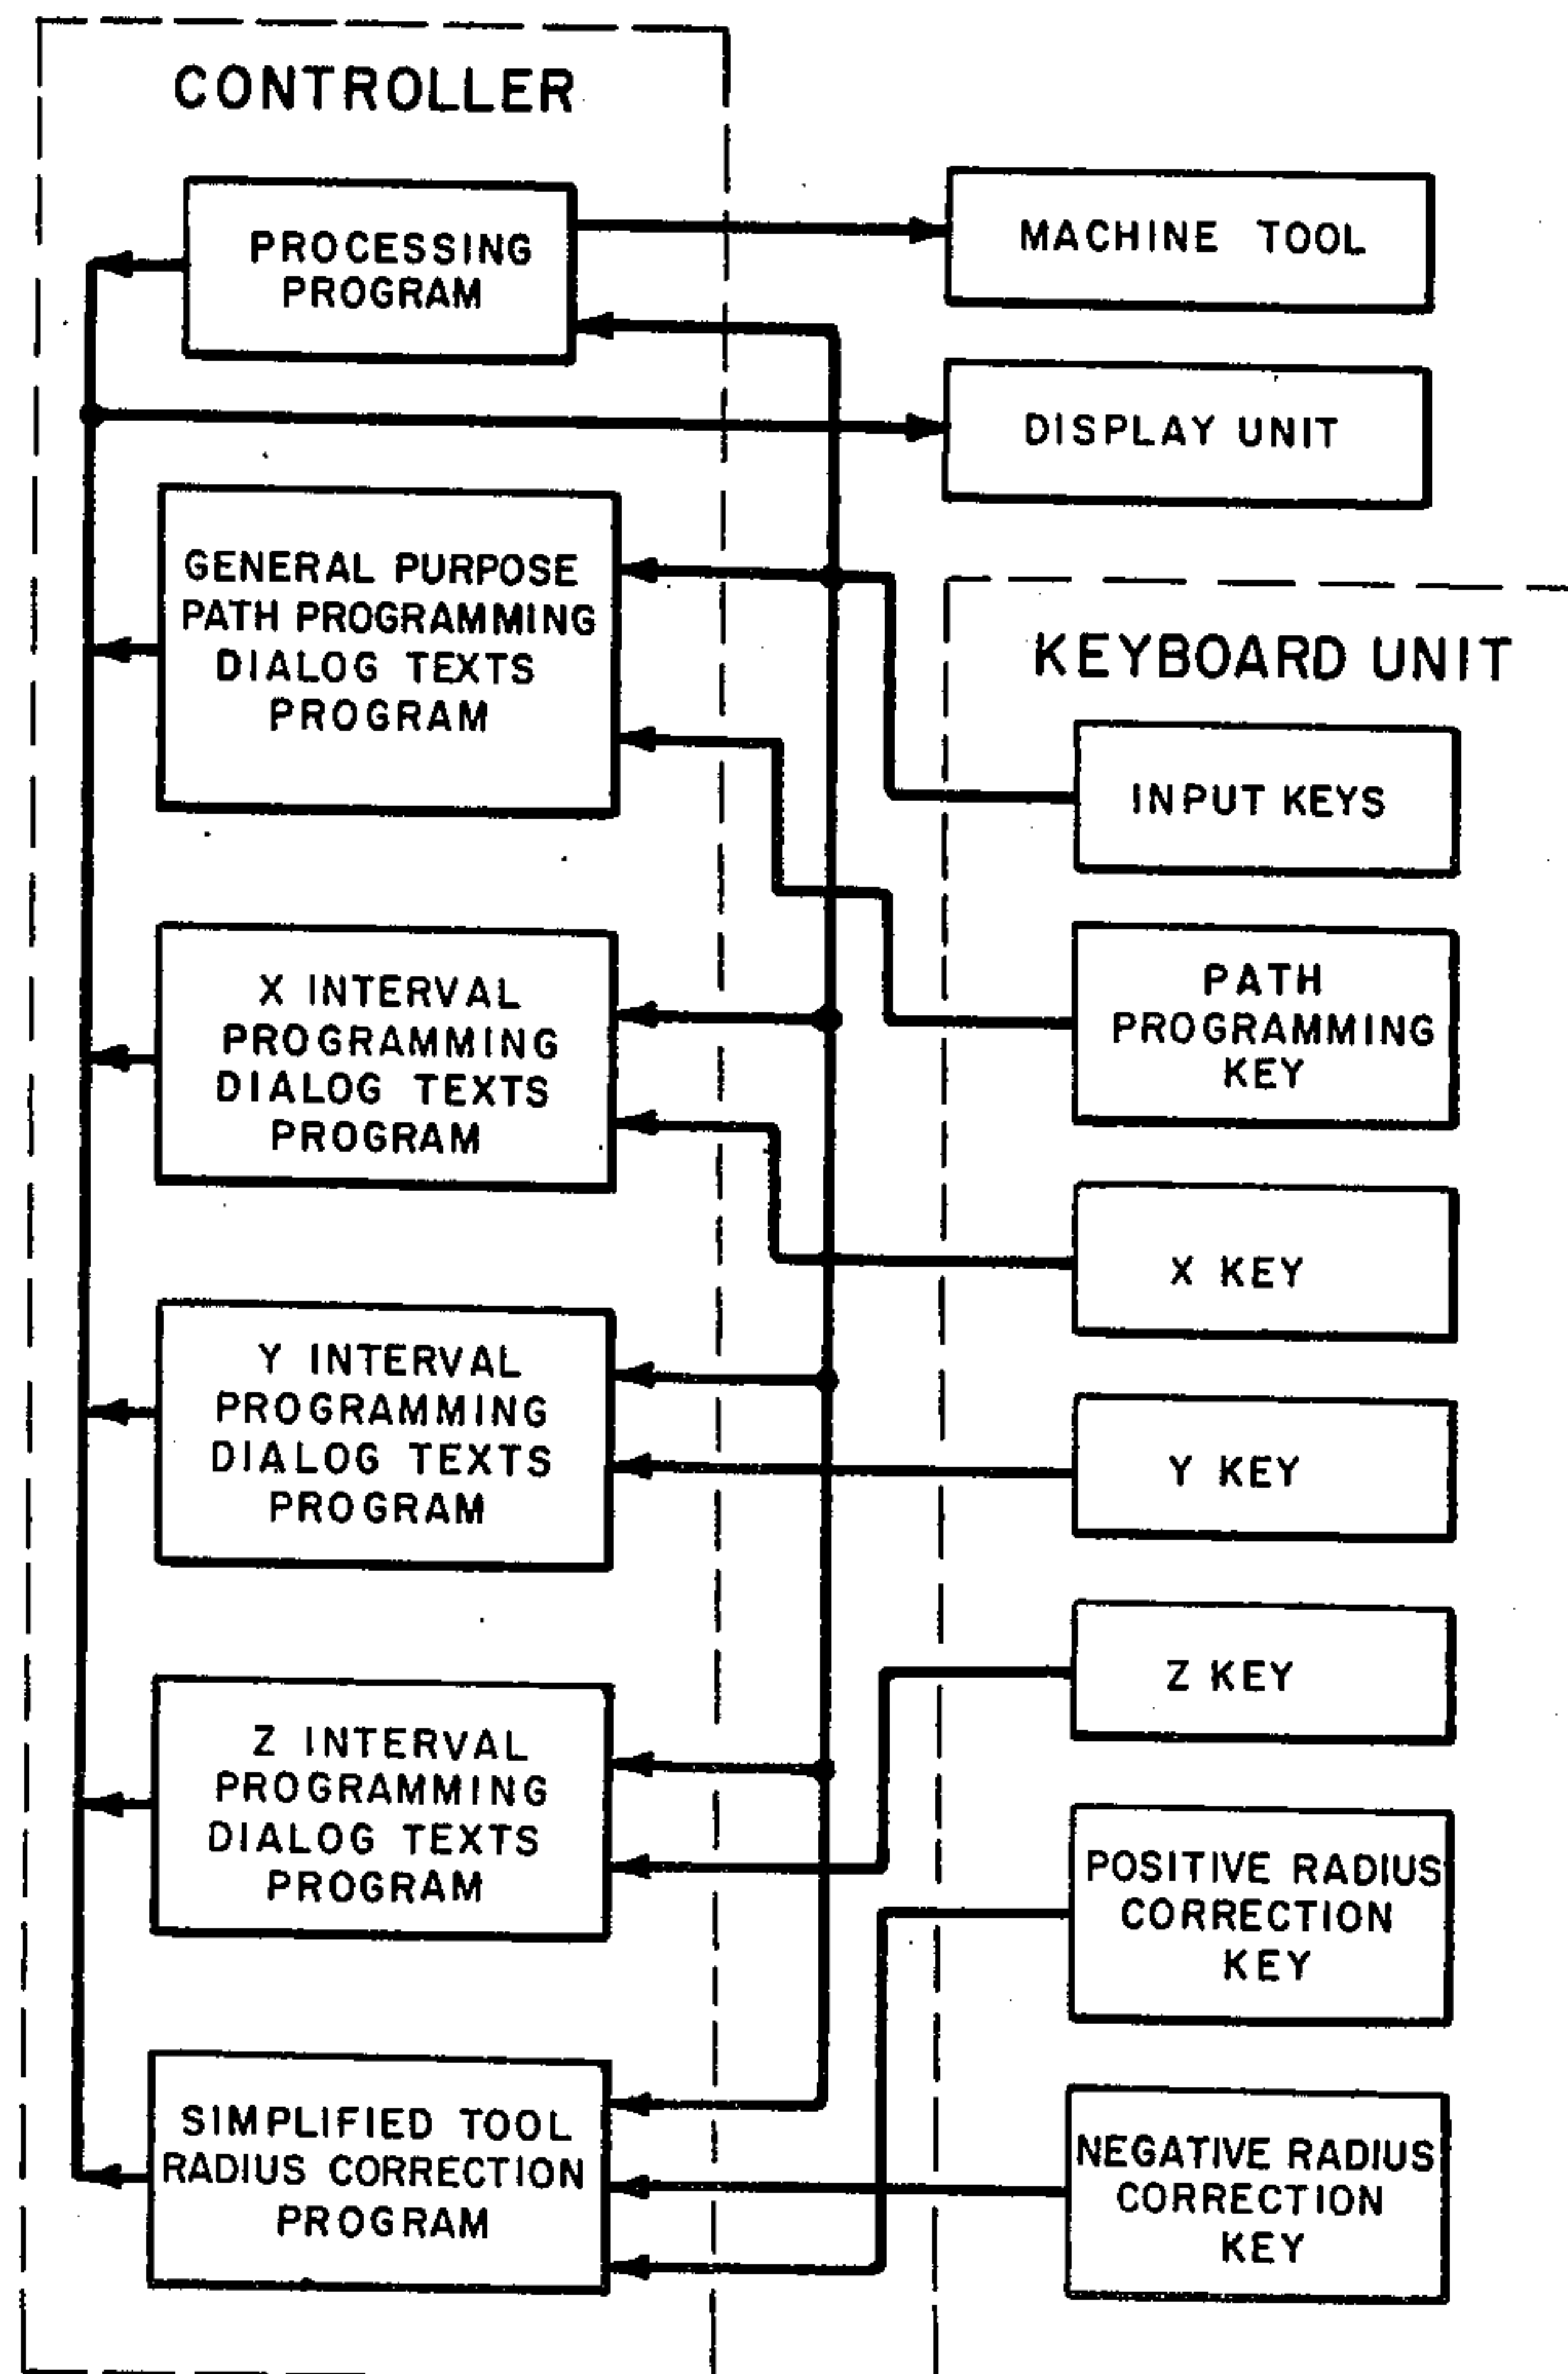 CONTROLLER
PROCESSING
PROGRAM
MACHINE TOOL
DISPLAY UNIT
GENERAL PURPOSE
PATH PROGRAMMING
DIALOG TEXTS
PROGRAM
KEYBOARD UNIT
INPUT KEYS
PATH
PROGRAMMING
KEY
X INTERVAL
PROGRAMMING
DIALOG TEXTS
PROGRAM
X KEY
Y INTERVAL
PROGRAMMING
DIALOG TEXTS
PROGRAM
Y KEY
Z KEY
Z INTERVAL
PROGRAMMING
DIALOG TEXTS
PROGRAM
POSITIVE RADIUS
CORRECTION
KEY
SIMPLIFIED TOOL
RADIUS CORRECTION
PROGRAM
NEGATIVE RADIUS
CORRECTION
KEY